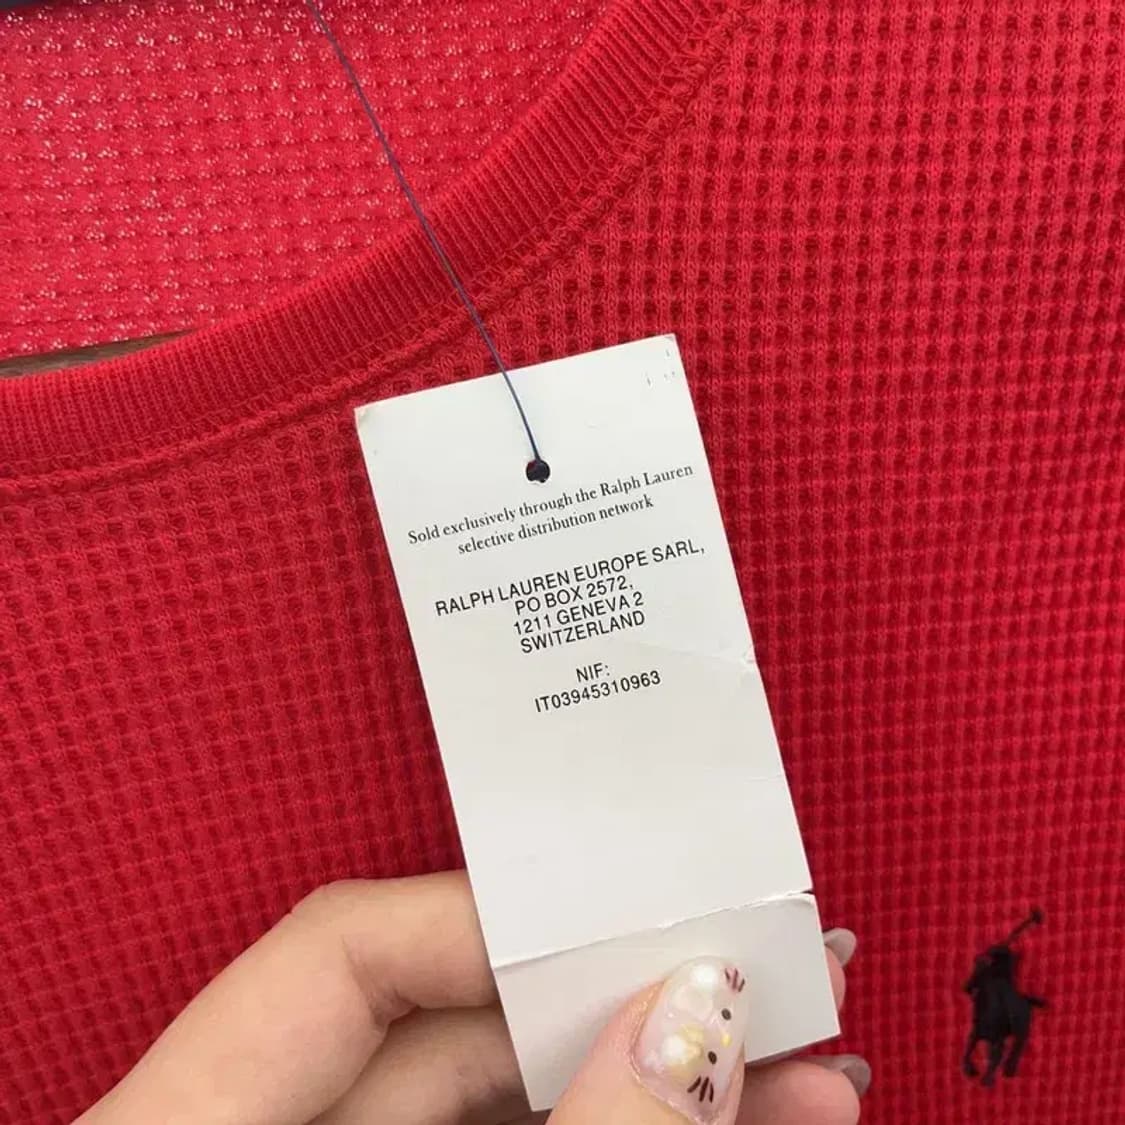 Sold exclusively through the Ralph Lauren
selective distribution network
RALPH LAUREN EUROPE SARL,
PO BOX 2572,
1211 GENEVA 2
SWITZERLAND
NIF:
IT03945310963